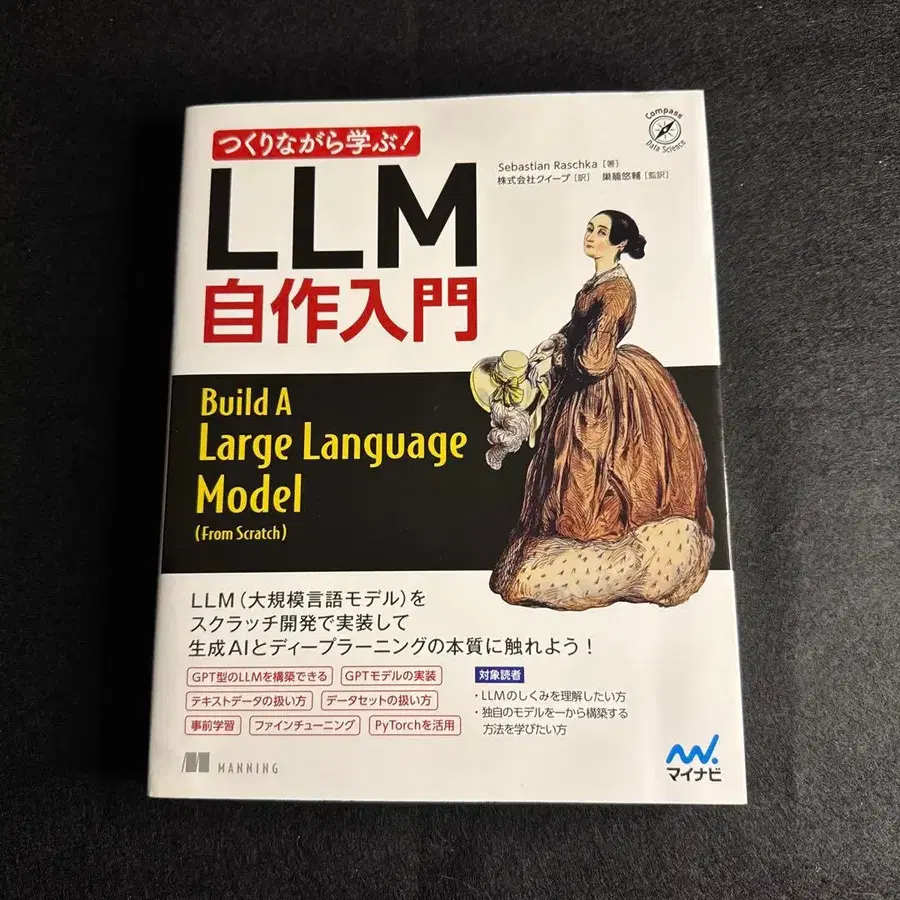 つくりながら学ぶ!
LLM
自作入門
Sebastian Raschka [著]
株式会社クイープ [訳] 巣籠悠輔 [監訳]
Compass
Data Science
Build A
Large Language
Model
(From Scratch)
LLM(大規模言語モデル)を
スクラッチ開発で実装して
生成AIとディープラーニングの本質に触れよう!
GPT型のLLMを構築できる GPTモデルの実装
テキストデータの扱い方 データセットの扱い方
事前学習 ファインチューニング PyTorchを活用
対象読者
・LLMのしくみを理解したい方
・独自のモデルを一から構築する
方法を学びたい方
MANNING
マイナビ